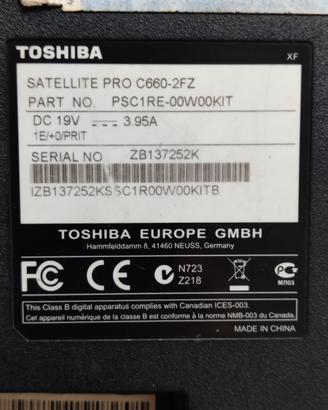 TOSHIBA
XF
SATELLITE PRO C660-2FZ
PART NO. PSC1RE-00W00KIT
DC 19V 3.95A
1E/+0/PRIT
SERIAL NO ZB137252K
IZB137252KSSC1R00W00KITB
TOSHIBA EUROPE GMBH
Hammfelddamm 8, 41460 NEUSS, Germany
FC CE N723
Z218
МЛ03
This Class B digital apparatus complies with Canadian ICES-003.
Cet appareil numérique de la classe B est conforme à la norme NMB-003 du Canada.
MADE IN CHINA